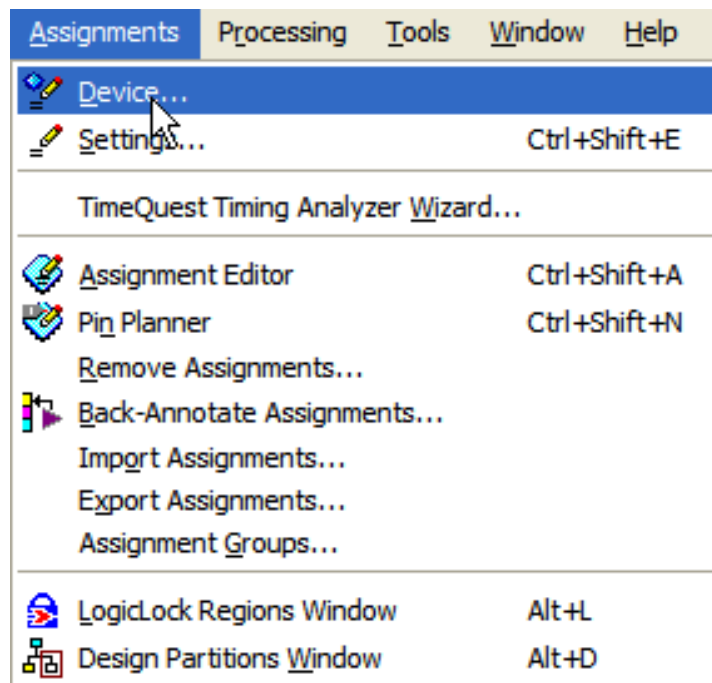 Assignments Processing Tools Window Help
Device...
Settings... Ctrl+Shift+E
TimeQuest Timing Analyzer Wizard...
Assignment Editor Ctrl+Shift+A
Pin Planner Ctrl+Shift+N
Remove Assignments...
Back-Annotate Assignments...
Import Assignments...
Export Assignments...
Assignment Groups...
LogicLock Regions Window Alt+L
Design Partitions Window Alt+D